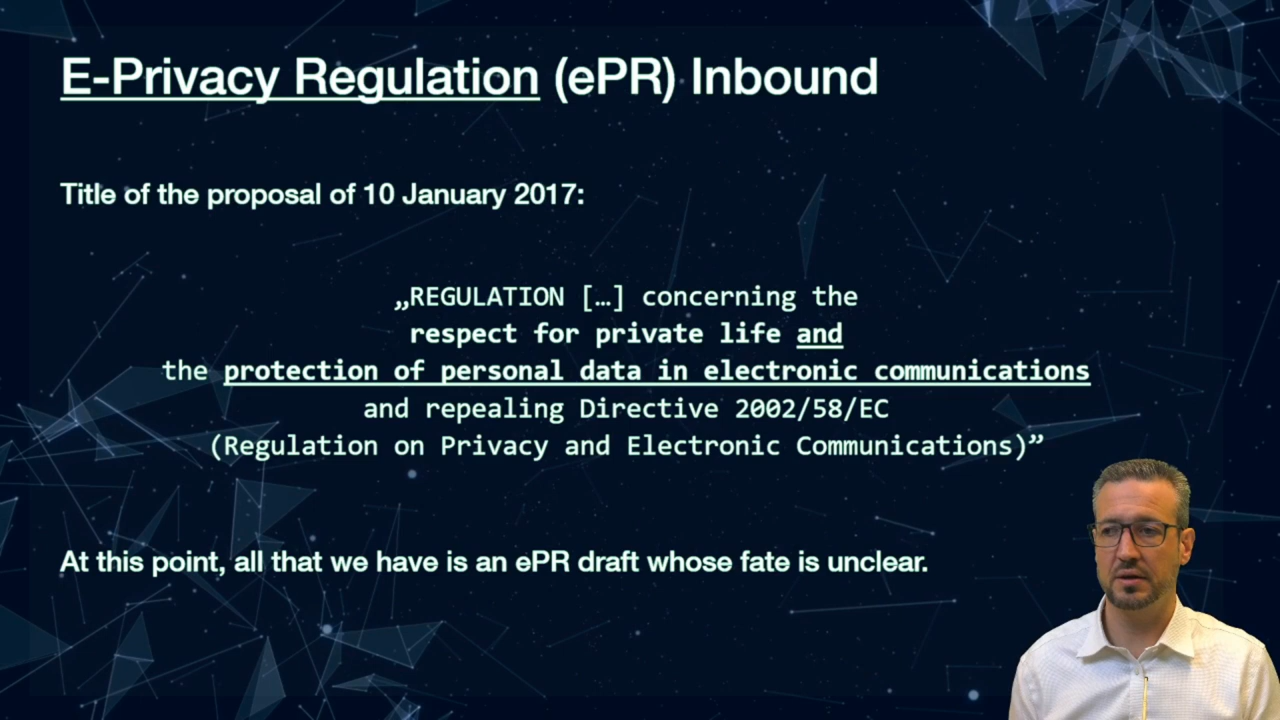 E-Privacy Regulation (ePR) Inbound
Title of the proposal of 10 January 2017:
„REGULATION […] concerning the
respect for private life and
the protection of personal data in electronic communications
and repealing Directive 2002/58/EC
(Regulation on Privacy and Electronic Communications)”
At this point, all that we have is an ePR draft whose fate is unclear.